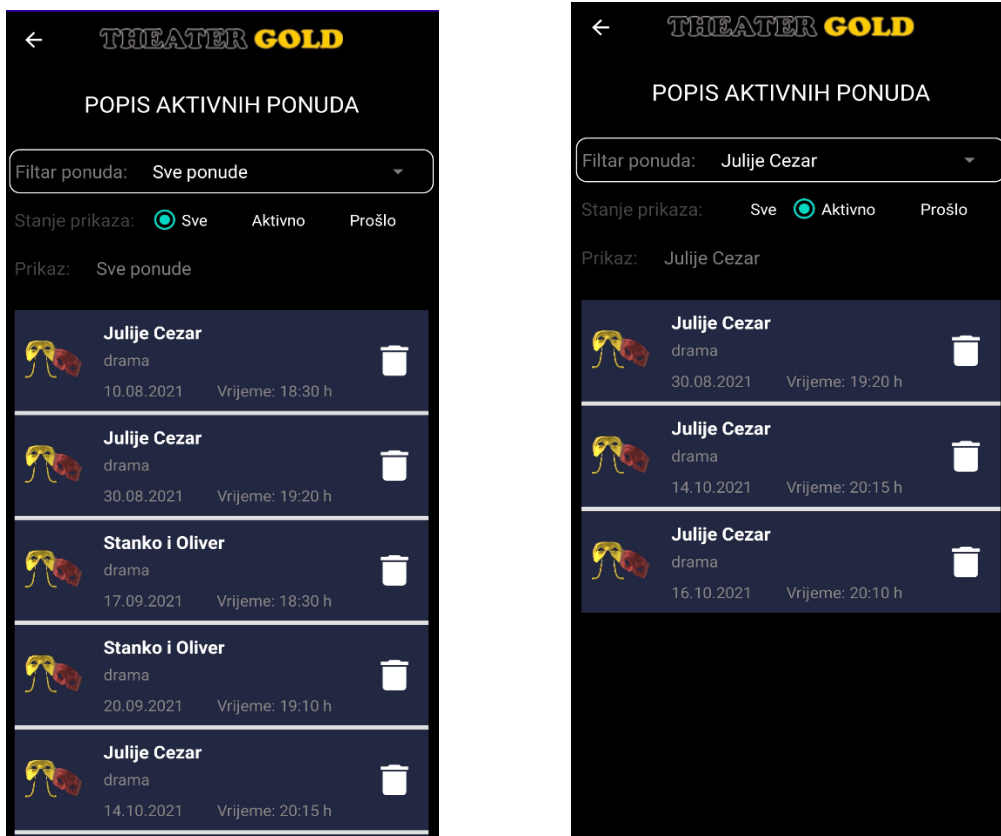 THEATER GOLD
POPIS AKTIVNIH PONUDA
Filtar ponuda: Sve ponude
Stanje prikaza: Sve Aktivno Prošlo
Prikaz: Sve ponude
Julije Cezar
drama
10.08.2021 Vrijeme: 18:30 h
Julije Cezar
drama
30.08.2021 Vrijeme: 19:20 h
Stanko i Oliver
drama
17.09.2021 Vrijeme: 18:30 h
Stanko i Oliver
drama
20.09.2021 Vrijeme: 19:10 h
Julije Cezar
drama
14.10.2021 Vrijeme: 20:15 h
THEATER GOLD
POPIS AKTIVNIH PONUDA
Filtar ponuda: Julije Cezar
Stanje prikaza: Sve Aktivno Prošlo
Prikaz: Julije Cezar
Julije Cezar
drama
30.08.2021 Vrijeme: 19:20 h
Julije Cezar
drama
14.10.2021 Vrijeme: 20:15 h
Julije Cezar
drama
16.10.2021 Vrijeme: 20:10 h